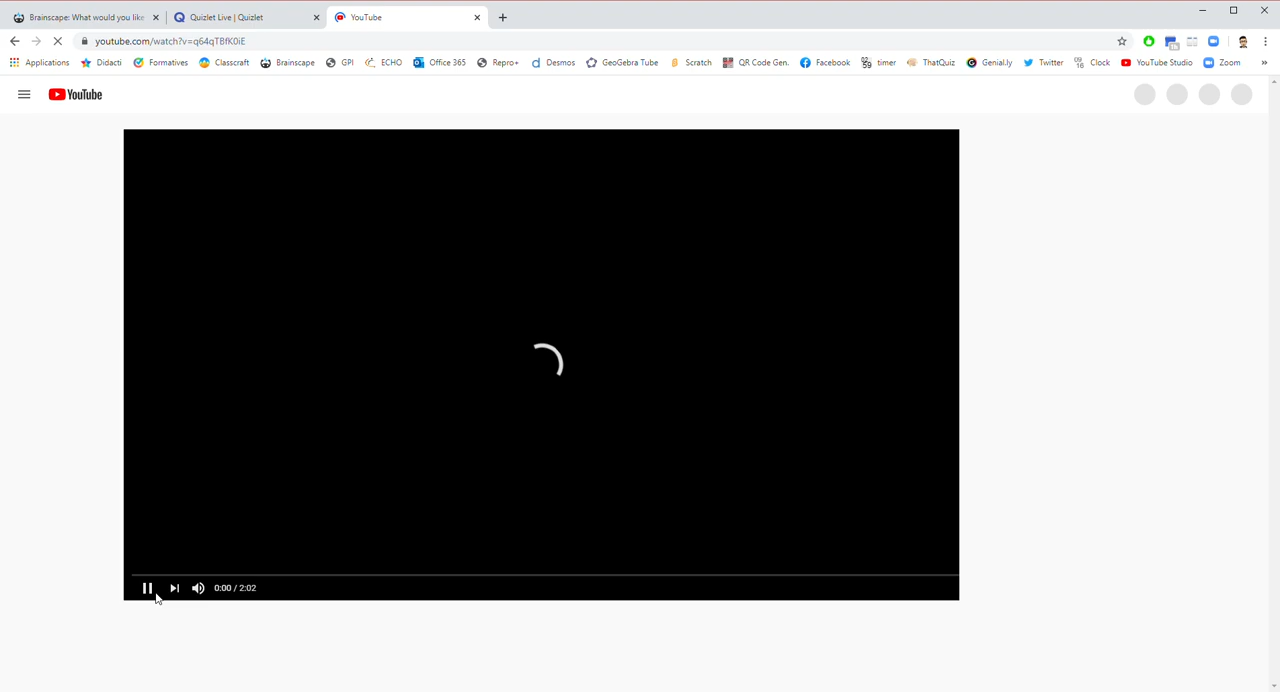 Brainscape: What would you like
Quizlet Live | Quizlet
YouTube
youtube.com/watch?v=q64qTBfK0iE
Applications Didacti Formatives Classcraft Brainscape GPI ECHO Office 365 Repro+ Desmos GeoGebra Tube Scratch QR Code Gen. Facebook timer ThatQuiz Genial.ly Twitter Clock YouTube Studio Zoom »
YouTube
0:00 / 2:02